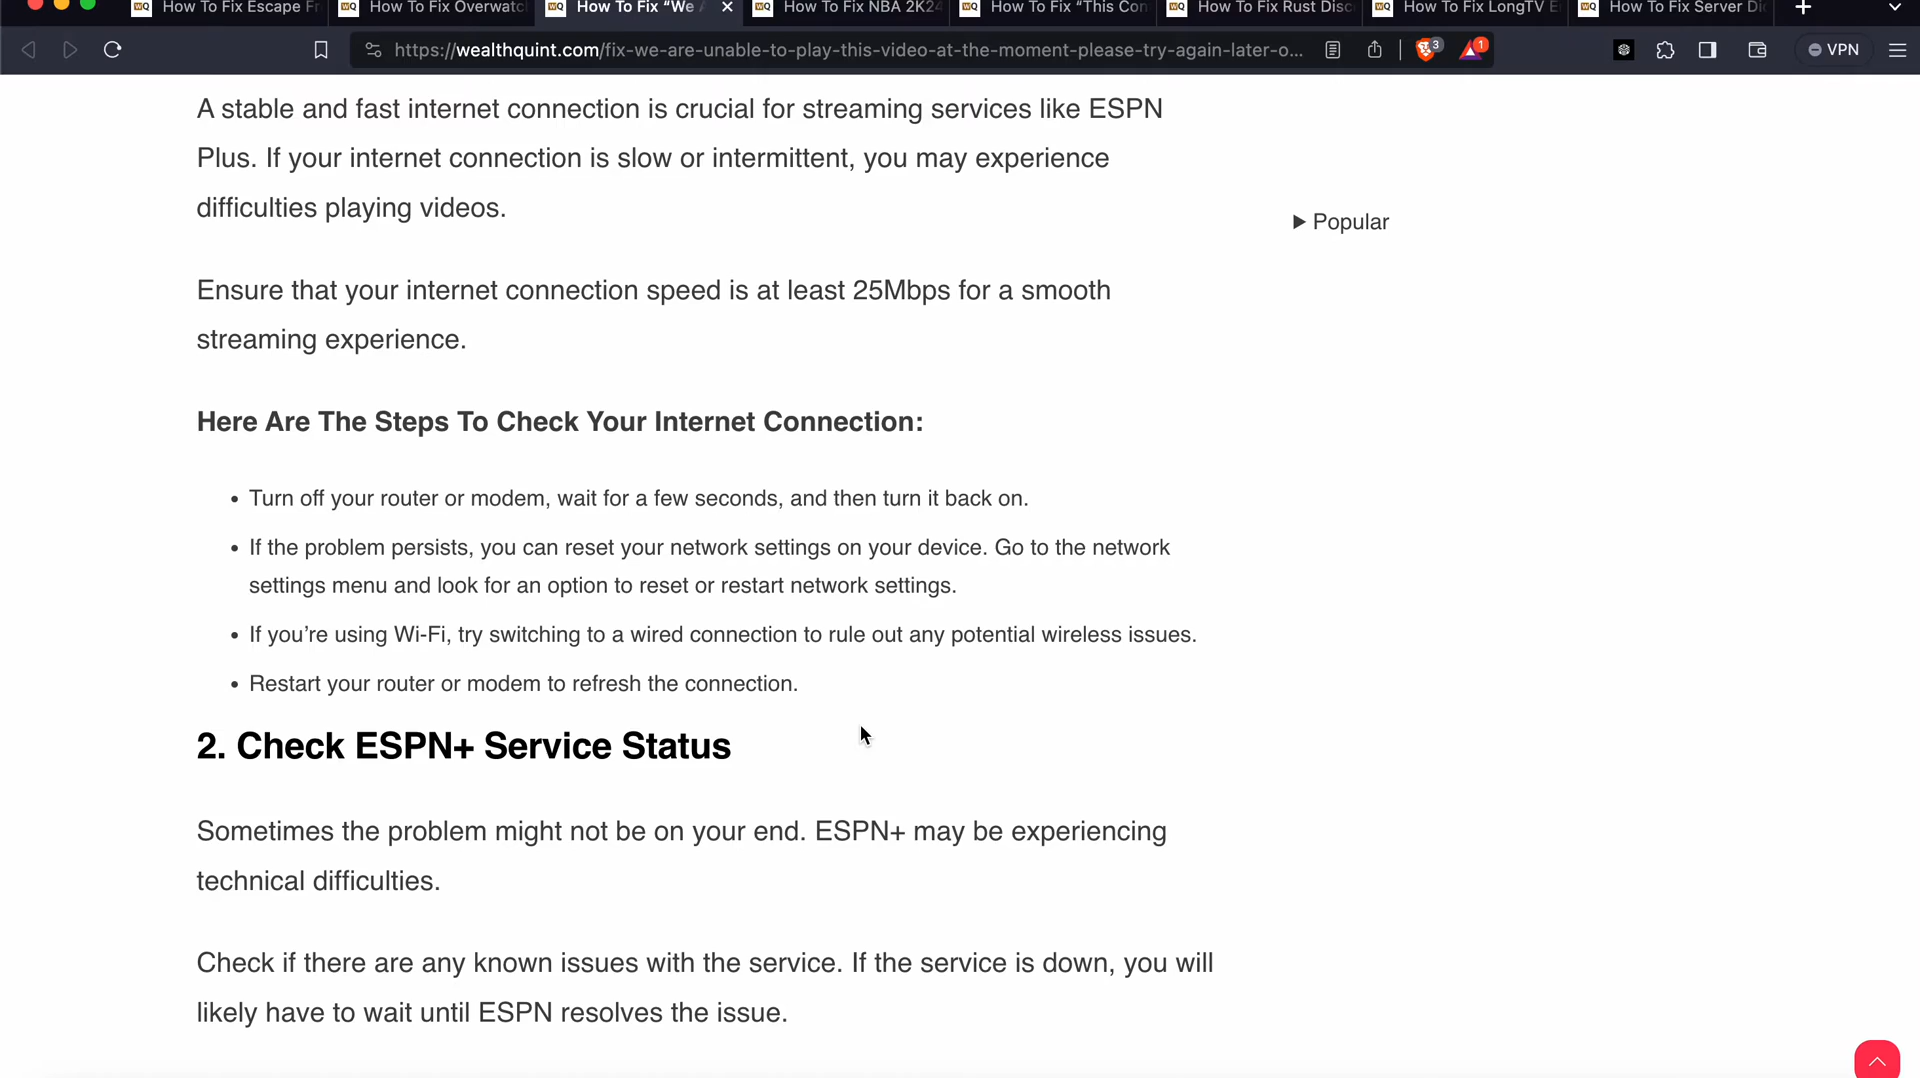 How To Fix Escape Fr
How To Fix Overwatc
How To Fix “We A
How To Fix NBA 2K24
How To Fix “This Con
How To Fix Rust Disc
How To Fix LongTV E
How To Fix Server Di
https://wealthquint.com/fix-we-are-unable-to-play-this-video-at-the-moment-please-try-again-later-o...
3
1
VPN
A stable and fast internet connection is crucial for streaming services like ESPN
Plus. If your internet connection is slow or intermittent, you may experience
difficulties playing videos.
Popular
Ensure that your internet connection speed is at least 25Mbps for a smooth
streaming experience.
Here Are The Steps To Check Your Internet Connection:
• Turn off your router or modem, wait for a few seconds, and then turn it back on.
• If the problem persists, you can reset your network settings on your device. Go to the network
settings menu and look for an option to reset or restart network settings.
• If you’re using Wi-Fi, try switching to a wired connection to rule out any potential wireless issues.
• Restart your router or modem to refresh the connection.
2. Check ESPN+ Service Status
Sometimes the problem might not be on your end. ESPN+ may be experiencing
technical difficulties.
Check if there are any known issues with the service. If the service is down, you will
likely have to wait until ESPN resolves the issue.